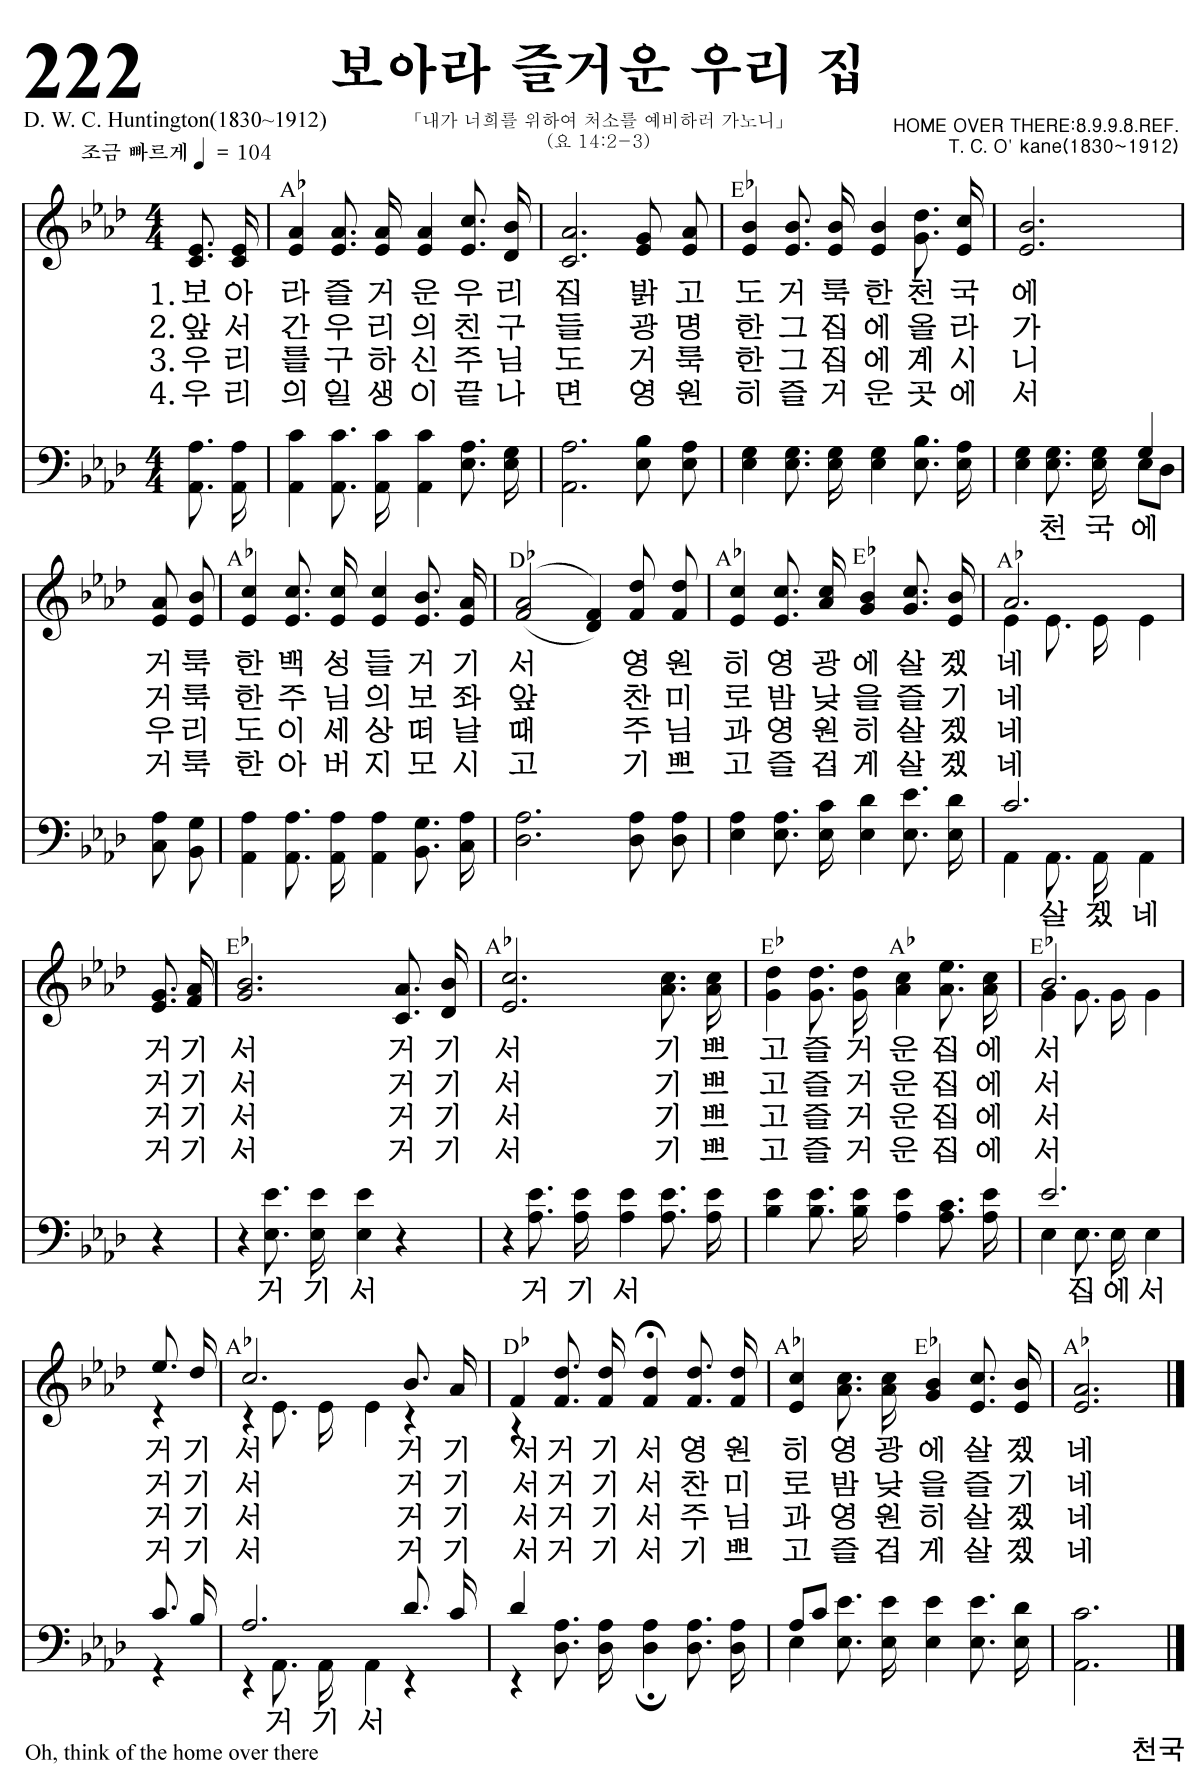 222
보아라 즐거운 우리 집
D. W. C. Huntington(1830~1912)
「내가 너희를 위하여 처소를 예비하러 가노니」
(요 14:2-3)
HOME OVER THERE:8.9.9.8.REF.
T. C. O' kane(1830~1912)
조금 빠르게 ♩ = 104
A♭ E♭
1.보 아 라 즐 거 운 우 리 집 밝 고 도 거 룩 한 천 국 에
2.앞 서 간 우 리 의 친 구 들 광 명 한 그 집 에 올 라 가
3.우 리 를 구 하 신 주 님 도 거 룩 한 그 집 에 계 시 니
4.우 리 의 일 생 이 끝 나 면 영 원 히 즐 거 운 곳 에 서
천 국 에
A♭ D♭ A♭ E♭ A♭
거 룩 한 백 성 들 거 기 서 영 원 히 영 광 에 살 겠 네
거 룩 한 주 님 의 보 좌 앞 찬 미 로 밤 낮 을 즐 기 네
우 리 도 이 세 상 떠 날 때 주 님 과 영 원 히 살 겠 네
거 룩 한 아 버 지 모 시 고 기 쁘 고 즐 겁 게 살 겠 네
살 겠 네
E♭ A♭ E♭ A♭ E♭
거 기 서 거 기 서 기 쁘 고 즐 거 운 집 에 서
거 기 서 거 기 서 기 쁘 고 즐 거 운 집 에 서
거 기 서 거 기 서 기 쁘 고 즐 거 운 집 에 서
거 기 서 거 기 서 기 쁘 고 즐 거 운 집 에 서
거 기 서 거 기 서 집 에 서
A♭ D♭ A♭ E♭ A♭
거 기 서 거 기 서 거 기 서 영 원 히 영 광 에 살 겠 네
거 기 서 거 기 서 거 기 서 찬 미 로 밤 낮 을 즐 기 네
거 기 서 거 기 서 거 기 서 주 님 과 영 원 히 살 겠 네
거 기 서 거 기 서 거 기 서 기 쁘 고 즐 겁 게 살 겠 네
거 기 서
Oh, think of the home over there
천국